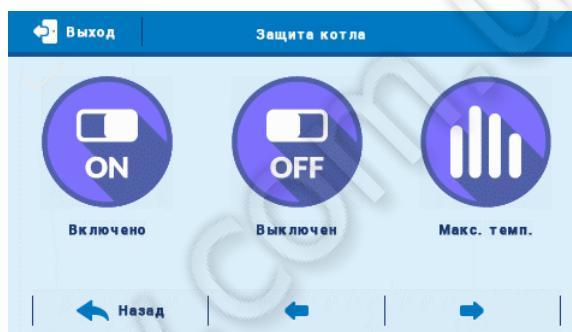 Выход
Защита котла
ON
OFF
Включено
Выключен
Макс. темп.
Назад